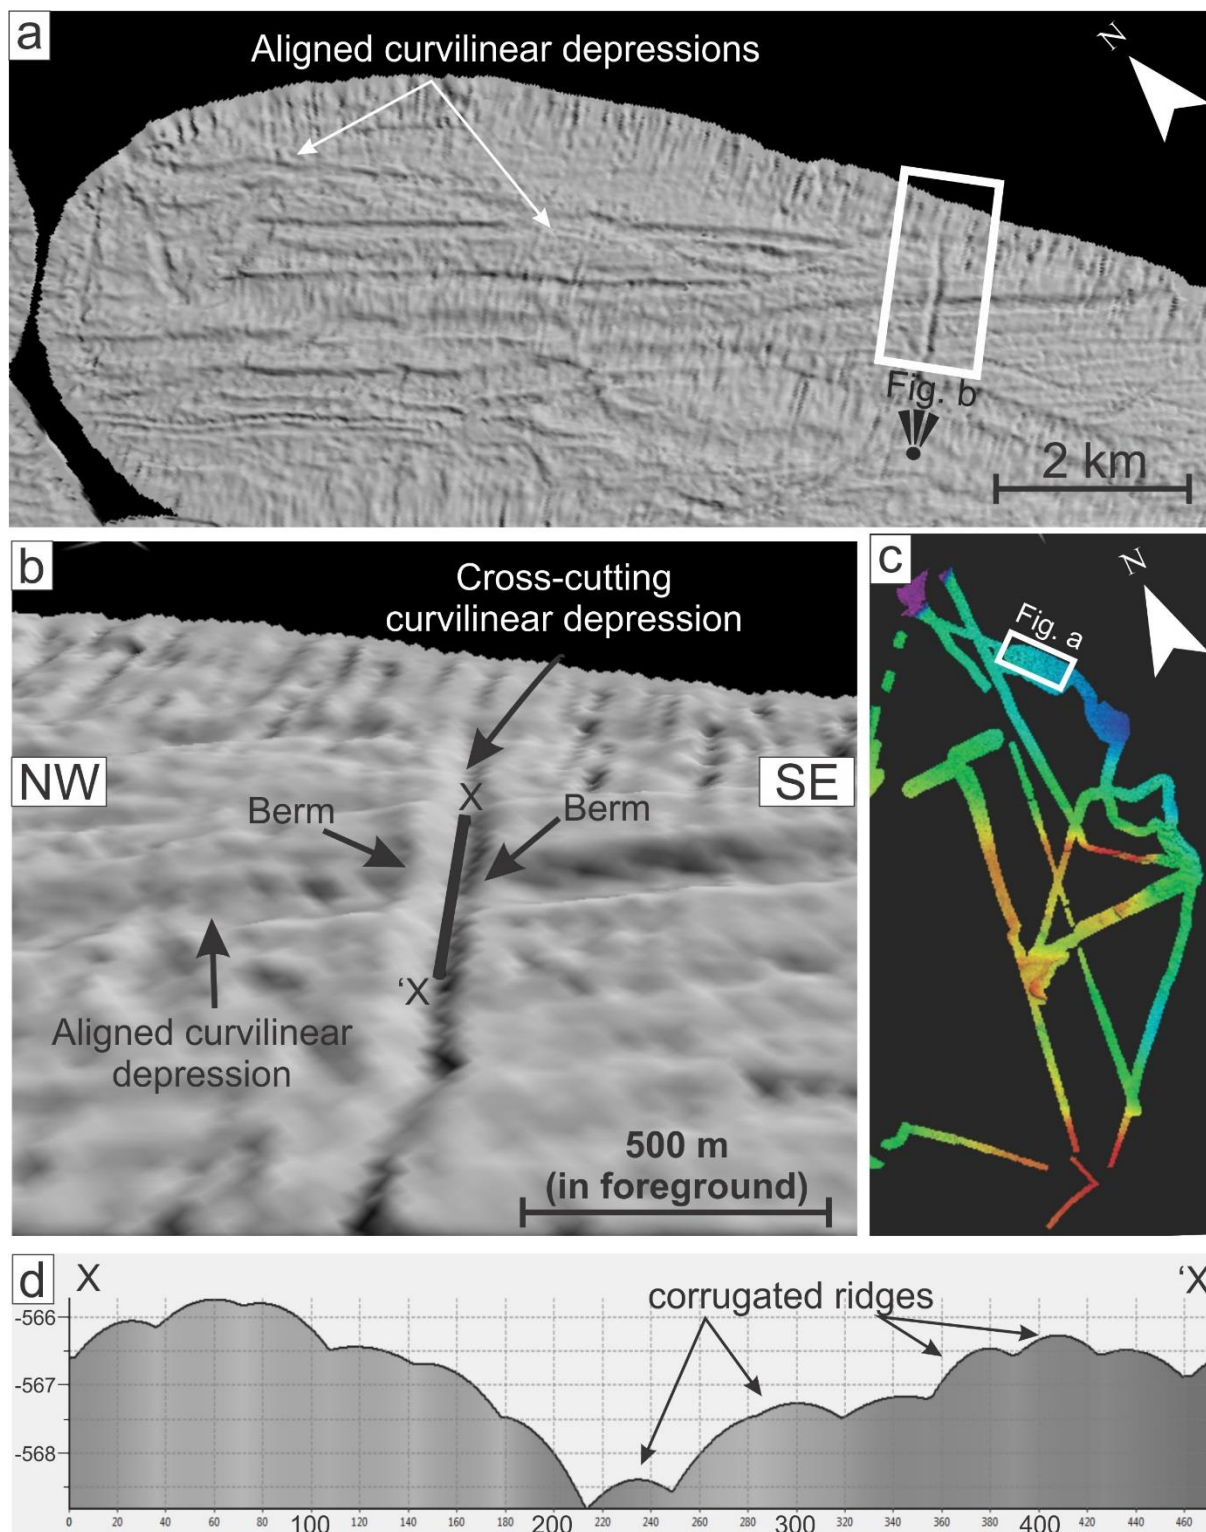 a
Aligned curvilinear depressions
N
Fig. b
2 km
b
Cross-cutting
curvilinear depression
NW
SE
X
Berm
Berm
‘X
Aligned curvilinear
depression
500 m
(in foreground)
c
N
Fig. a
d
X
‘X
corrugated ridges
-566
-567
-568
0 20 40 60 80 100 120 140 160 180 200 220 240 260 280 300 320 340 360 380 400 420 440 460